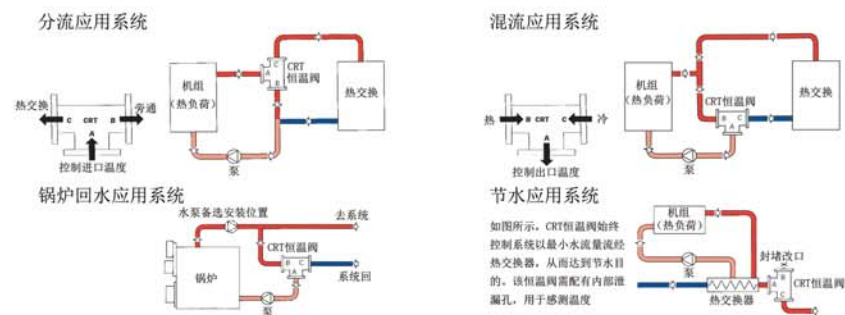 分流应用系统
机组
(热负荷)
C
A
B
CRT
恒温阀
热交换
泵
热交换
旁通
C CRT B
A
控制进口温度
混流应用系统
机组
(热负荷)
CRT恒温阀
B C
A
热交换
泵
热
冷
B CRT C
A
控制出口温度
锅炉回水应用系统
水泵备选安装位置
去系统
CRT恒温阀
B C
A
系统回
锅炉
泵
节水应用系统
如图所示，CRT恒温阀始终
控制系统以最小水流量流经
热交换器，从而达到节水目
的。该恒温阀需配有内部泄
漏孔，用于感测温度
机组
(热负荷)
泵
封堵改口
B
A
C
CRT恒温阀
热交换器